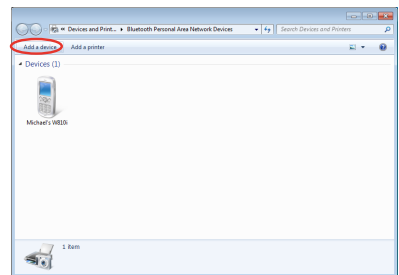 « Devices and Print... ▸ Bluetooth Personal Area Network Devices
Search Devices and Printers
Add a device
Add a printer
Devices (1)
Michael's W810i
1 item